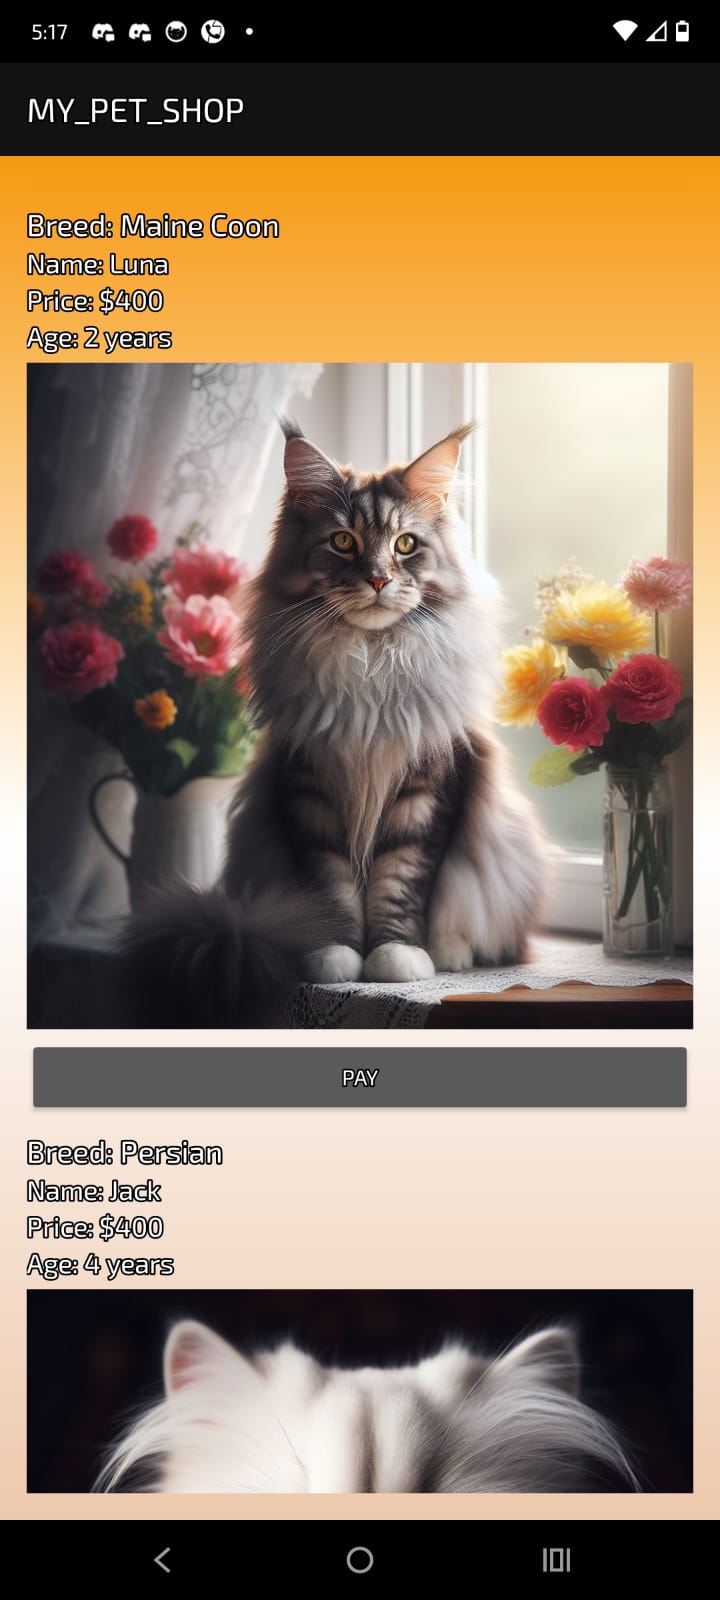 5:17
MY_PET_SHOP
Breed: Maine Coon
Name: Luna
Price: $400
Age: 2 years
PAY
Breed: Persian
Name: Jack
Price: $400
Age: 4 years